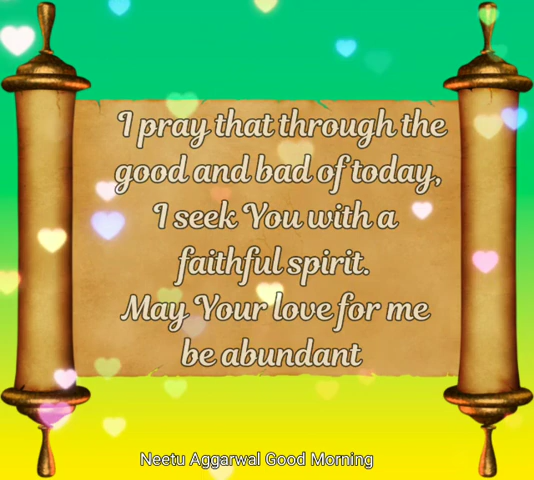 I pray that through the
good and bad of today,
I seek You with a
faithful spirit.
May Your love for me
be abundant
Neetu Aggarwal Good Morning